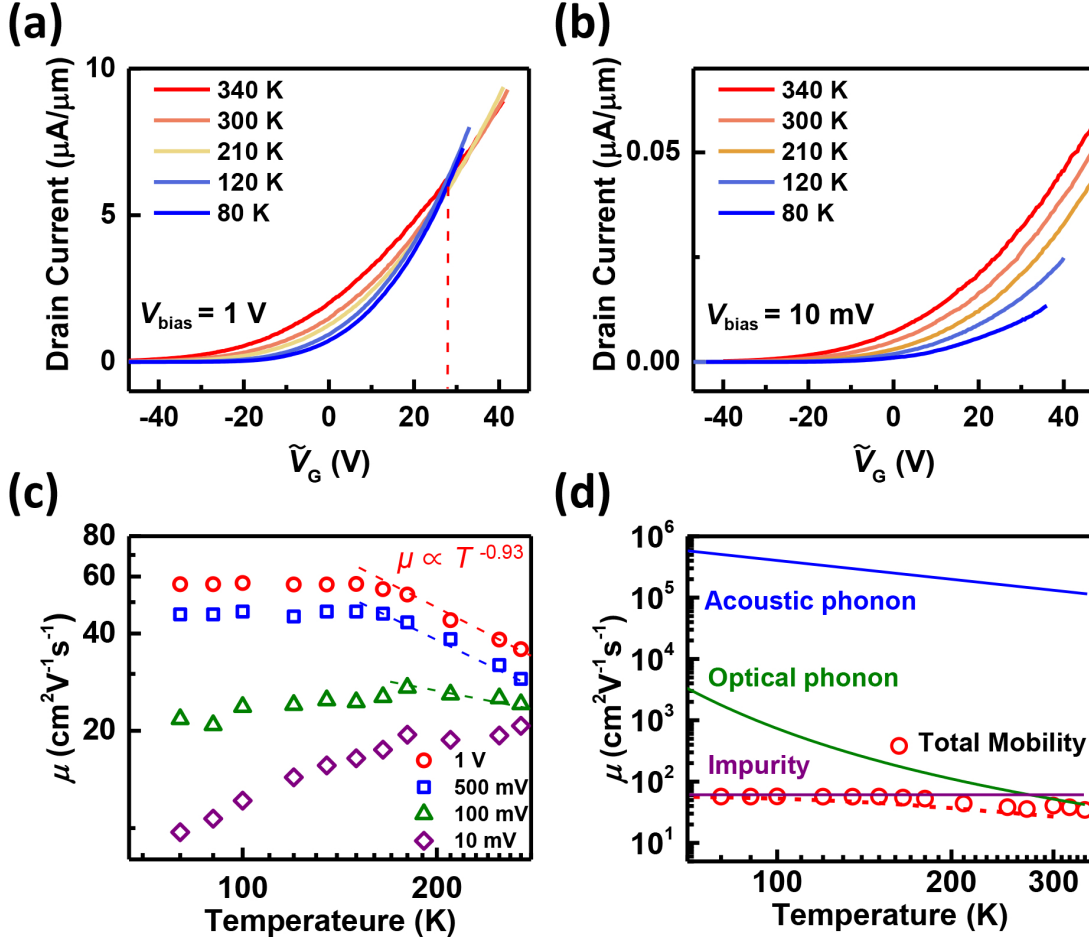 (a)
Drain Current (μA/μm)
10
5
0
340 K
300 K
210 K
120 K
80 K
V_bias = 1 V
-40 -20 0 20 40
Ṽ_G (V)
(b)
Drain Current (μA/μm)
0.05
0.00
340 K
300 K
210 K
120 K
80 K
V_bias = 10 mV
-40 -20 0 20 40
Ṽ_G (V)
(c)
μ (cm²V⁻¹s⁻¹)
80
60
40
20
μ ∝ T^-0.93
1 V
500 mV
100 mV
10 mV
100 200
Temperateure (K)
(d)
μ (cm²V⁻¹s⁻¹)
10⁶
10⁵
10⁴
10³
10²
10¹
Acoustic phonon
Optical phonon
Total Mobility
Impurity
100 200 300
Temperature (K)